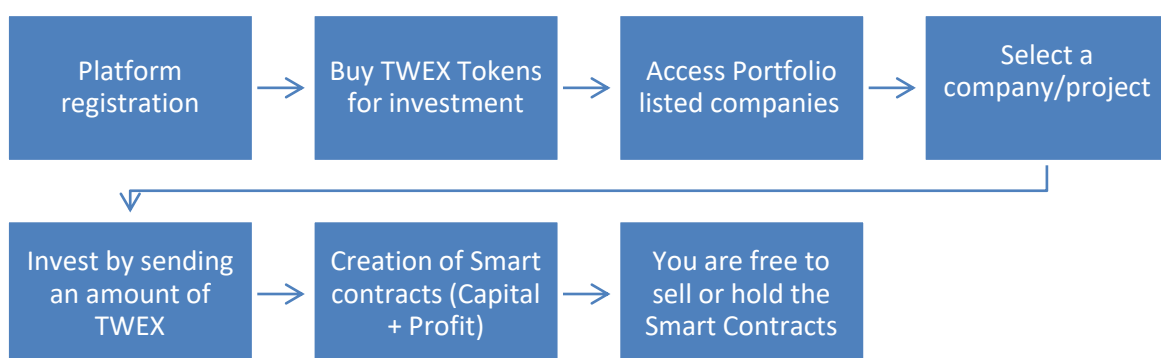 Platform
registration
Buy TWEX Tokens
for investment
Access Portfolio
listed companies
Select a
company/project
Invest by sending
an amount of
TWEX
Creation of Smart
contracts (Capital
+ Profit)
You are free to
sell or hold the
Smart Contracts